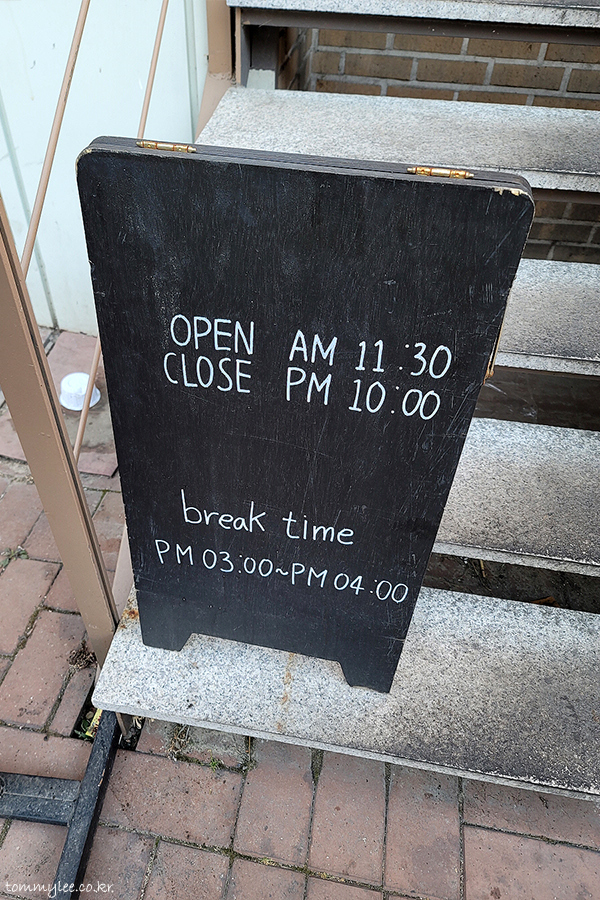 OPEN AM 11:30
CLOSE PM 10:00
break time
PM 03:00~PM 04:00
tommylee.co.kr.